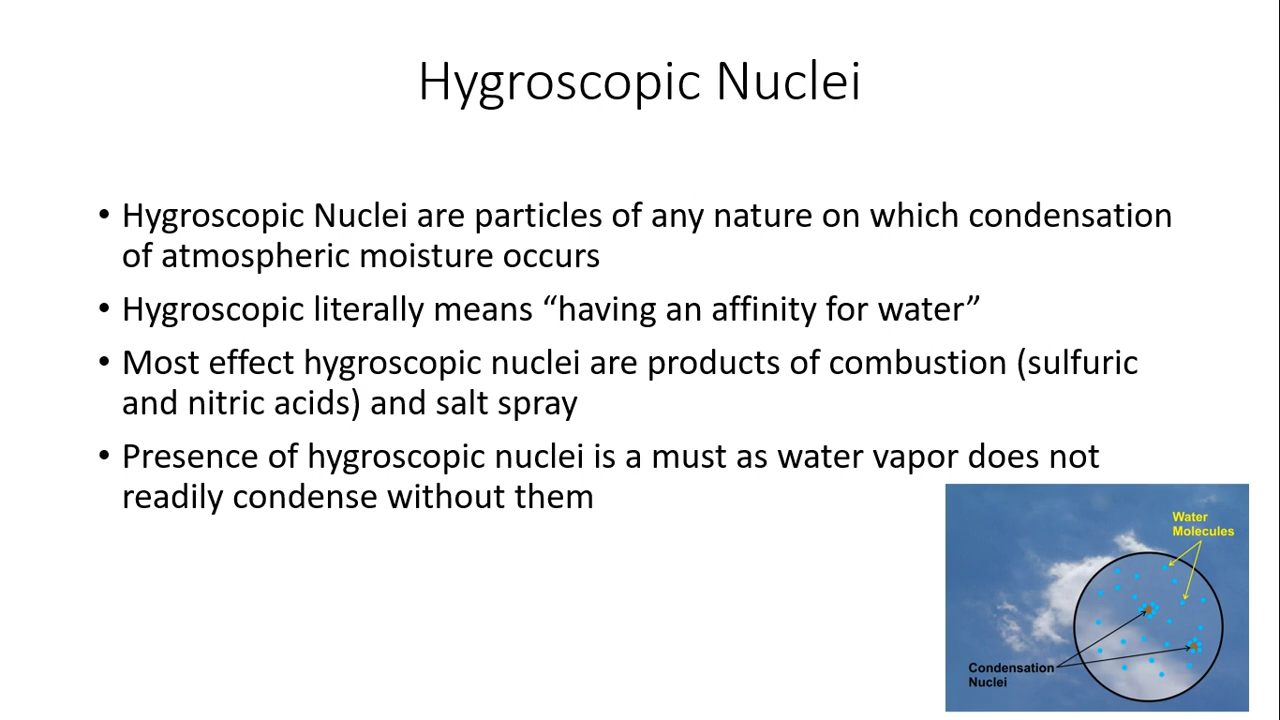 Hygroscopic Nuclei
• Hygroscopic Nuclei are particles of any nature on which condensation
of atmospheric moisture occurs
• Hygroscopic literally means “having an affinity for water”
• Most effect hygroscopic nuclei are products of combustion (sulfuric
and nitric acids) and salt spray
• Presence of hygroscopic nuclei is a must as water vapor does not
readily condense without them
Water
Molecules
Condensation
Nuclei